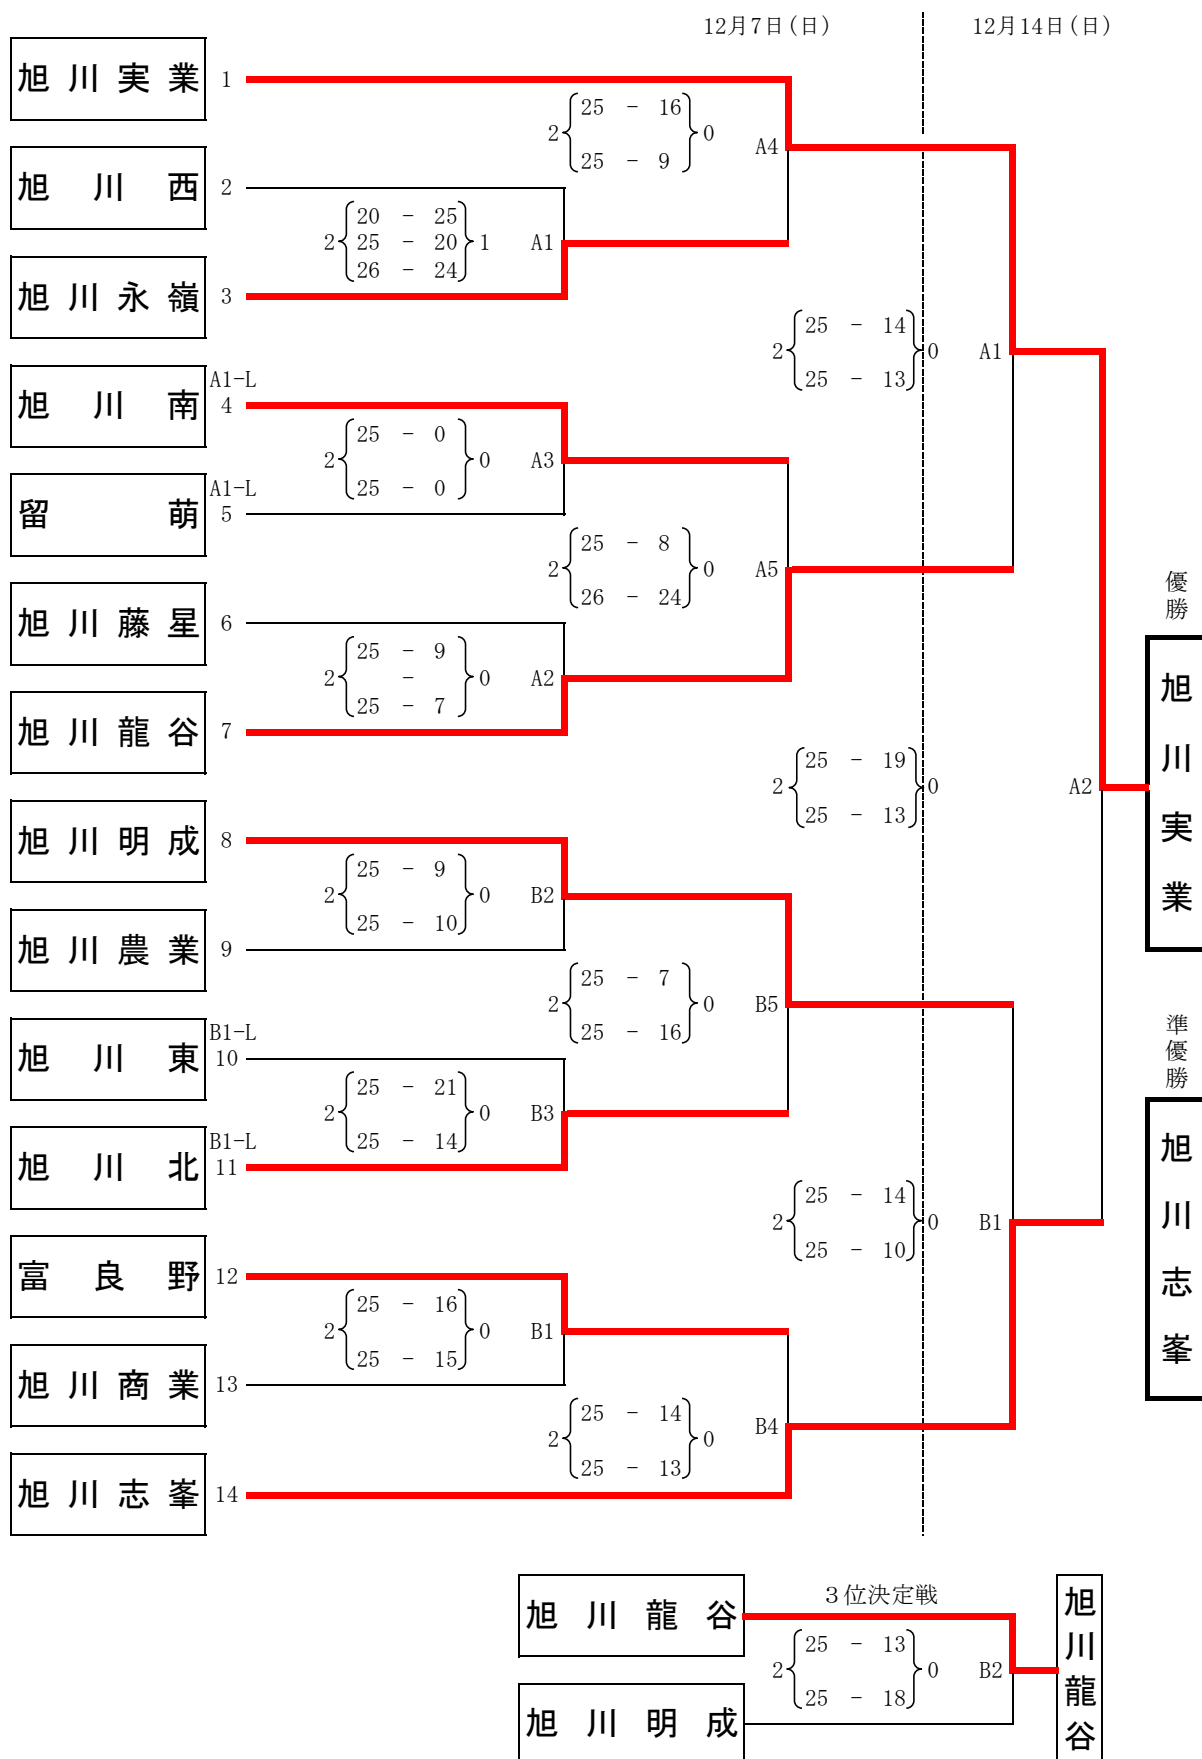 12月7日(日)
12月14日(日)
旭川実業 1
2 25 - 16 0
25 - 9
A4
旭川西 2
2 20 - 25 1
25 - 20
26 - 24
A1
旭川永嶺 3
2 25 - 14 0
25 - 13
A1
旭川南 A1-L
4
2 25 - 0 0
25 - 0
A3
留萌 A1-L
5
2 25 - 8 0
26 - 24
A5
旭川藤星 6
2 25 - 9 0
-
25 - 7
A2
旭川龍谷 7
2 25 - 19 0
25 - 13
A2
優勝
旭川実業
旭川明成 8
2 25 - 9 0
25 - 10
B2
旭川農業 9
2 25 - 7 0
25 - 16
B5
旭川東 B1-L
10
2 25 - 21 0
25 - 14
B3
旭川北 B1-L
11
2 25 - 14 0
25 - 10
B1
準優勝
旭川志峯
富良野 12
2 25 - 16 0
25 - 15
B1
旭川商業 13
2 25 - 14 0
25 - 13
B4
旭川志峯 14
3位決定戦
旭川龍谷
2 25 - 13 0
25 - 18
B2
旭川明成
旭川龍谷